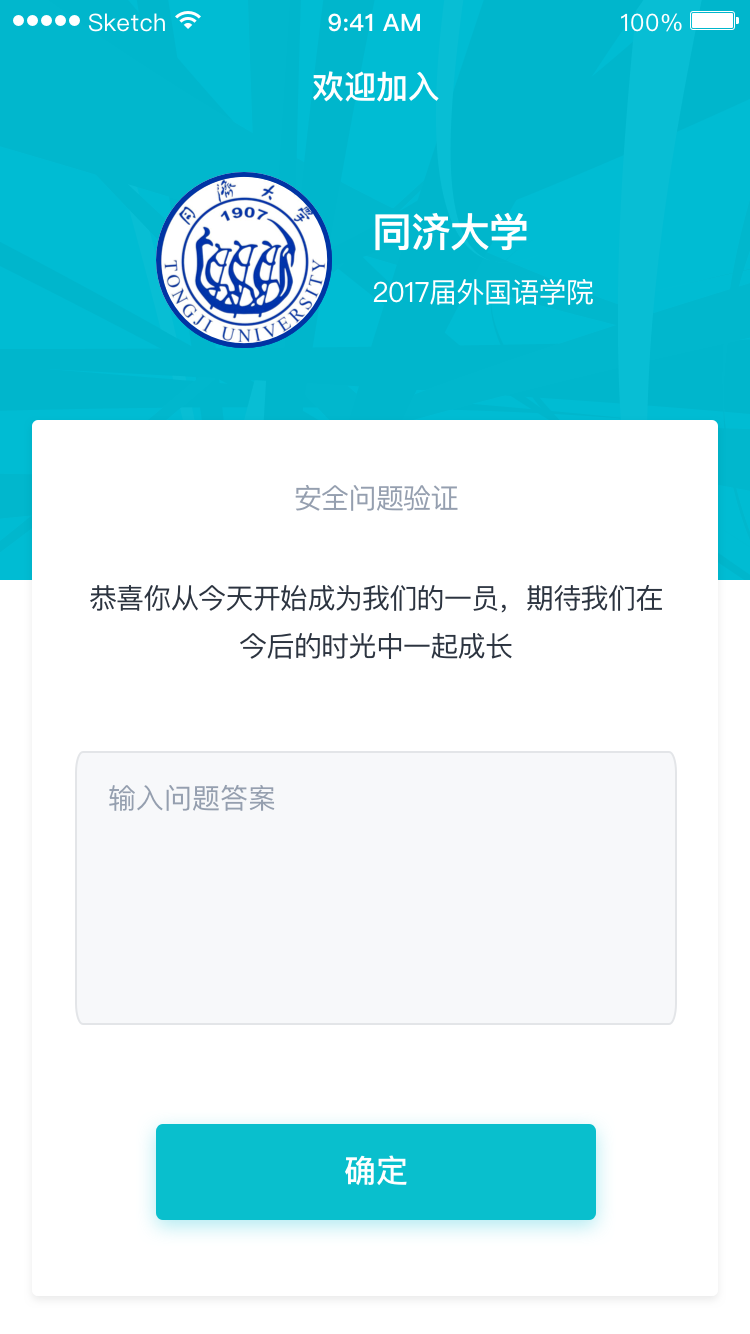 Sketch 9:41 AM 100%
欢迎加入
同濟大學
1907
TONGJI UNIVERSITY
同济大学
2017届外国语学院
安全问题验证
恭喜你从今天开始成为我们的一员，期待我们在
今后的时光中一起成长
输入问题答案
确定